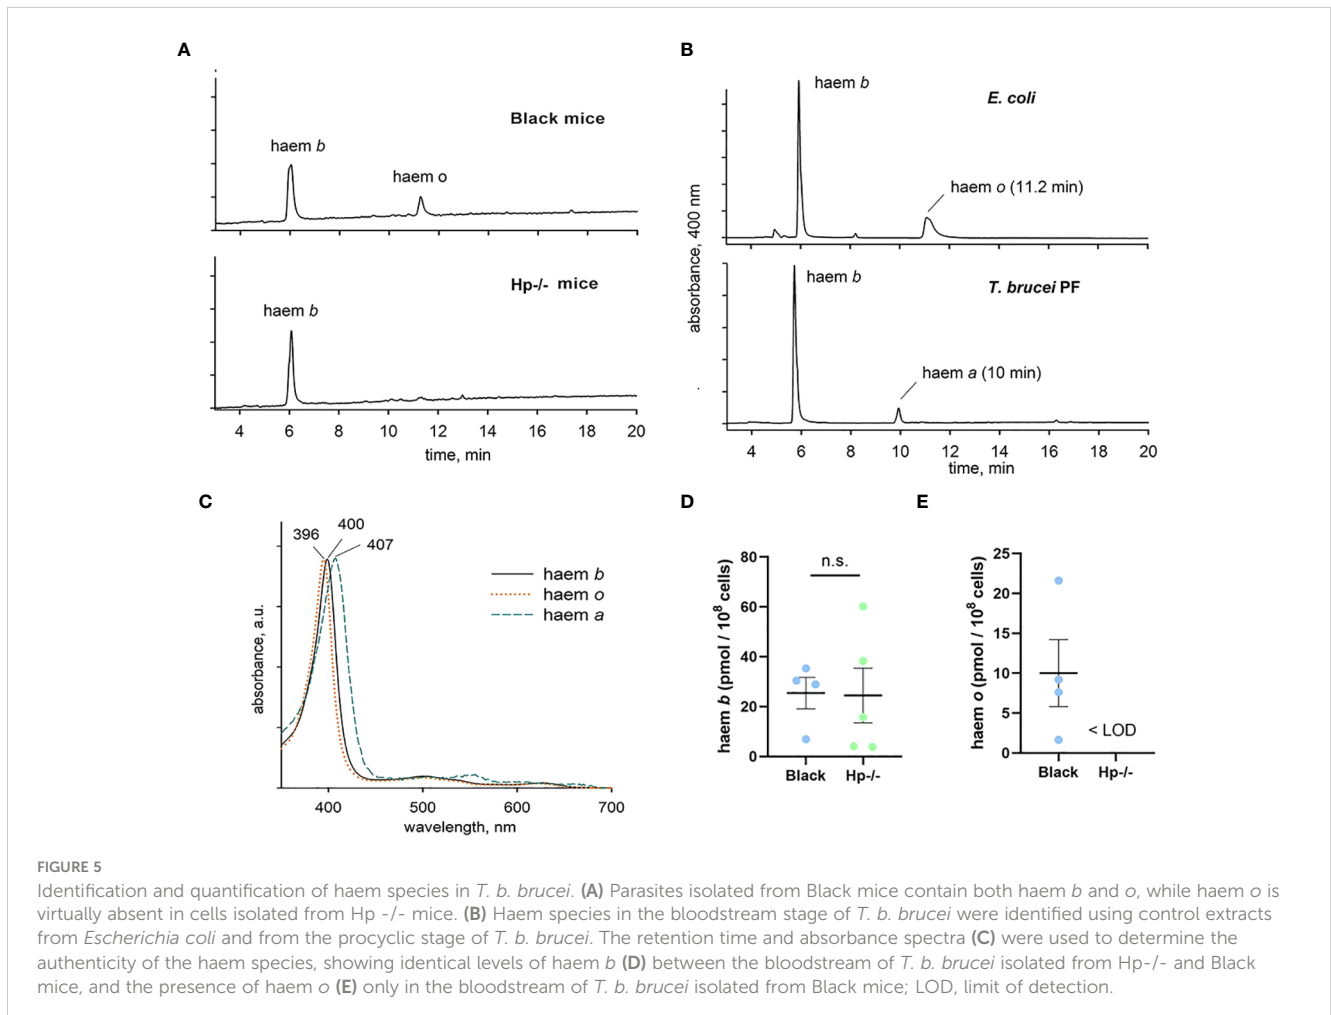 A
Black mice
haem b
haem o
Hp-/- mice
haem b
4 6 8 10 12 14 16 18 20
time, min
B
haem b
E. coli
haem o (11.2 min)
absorbance, 400 nm
haem b
T. brucei PF
haem a (10 min)
4 6 8 10 12 14 16 18 20
time, min
C
396
400
407
haem b
haem o
haem a
absorbance, a.u.
400 500 600 700
wavelength, nm
D
n.s.
haem b (pmol / 10⁸ cells)
80
60
40
20
0
Black Hp-/-
E
haem o (pmol / 10⁸ cells)
25
20
15
10
5
0
< LOD
Black Hp-/-
FIGURE 5
Identification and quantification of haem species in T. b. brucei. (A) Parasites isolated from Black mice contain both haem b and o, while haem o is
virtually absent in cells isolated from Hp -/- mice. (B) Haem species in the bloodstream stage of T. b. brucei were identified using control extracts
from Escherichia coli and from the procyclic stage of T. b. brucei. The retention time and absorbance spectra (C) were used to determine the
authenticity of the haem species, showing identical levels of haem b (D) between the bloodstream of T. b. brucei isolated from Hp-/- and Black
mice, and the presence of haem o (E) only in the bloodstream of T. b. brucei isolated from Black mice; LOD, limit of detection.